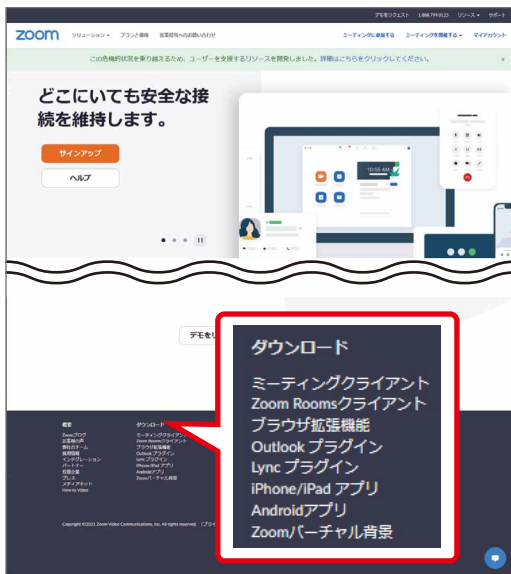 デモをリクエスト 1.888.799.0125 リソース サポート
zoom ソリューション プランと価格 営業担当へのお問い合わせ ミーティングに参加する ミーティングを開催する マイアカウント
この危機的状況を乗り越えるため、ユーザーを支援するリソースを開発しました。詳細はこちらをクリックしてください。
どこにいても安全な接
続を維持します。
サインアップ
ヘルプ
10:55 AM
デモをリ
ダウンロード
ミーティングクライアント
Zoom Roomsクライアント
ブラウザ拡張機能
Outlook プラグイン
Lync プラグイン
iPhone/iPad アプリ
Androidアプリ
Zoomバーチャル背景
概要
Zoomブログ
お客様の声
弊社のチーム
採用情報
インテグレーション
パートナー
投資企業
プレス
メディアキット
How to Video
ダウンロード
ミーティングクライアン
Zoom Roomsクライアン
ブラウザ拡張機能
Outlook プラグイン
Lync プラグイン
iPhone/iPad アプリ
Androidアプリ
Zoomバーチャル背景
Copyright ©2021 Zoom Video Communications, Inc. All rights reserved.